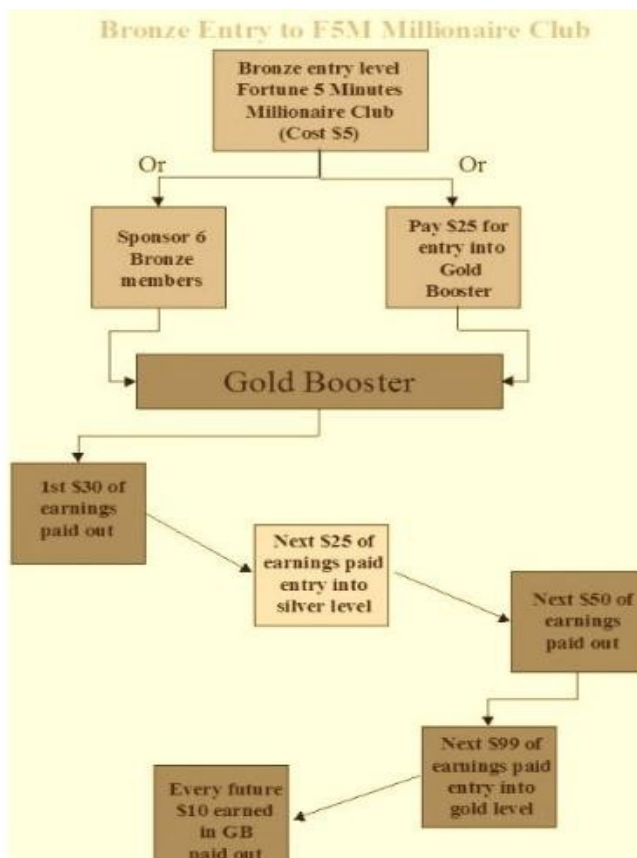 Bronze Entry to F5M Millionaire Club
Bronze entry level
Fortune 5 Minutes
Millionaire Club
(Cost $5)
Or
Or
Sponsor 6
Bronze
members
Pay $25 for
entry into
Gold
Booster
Gold Booster
1st $30 of
earnings
paid out
Next $25 of
earnings paid
entry into
silver level
Next $50 of
earnings
paid out
Next $99 of
earnings paid
entry into
gold level
Every future
$10 earned
in GB
paid out